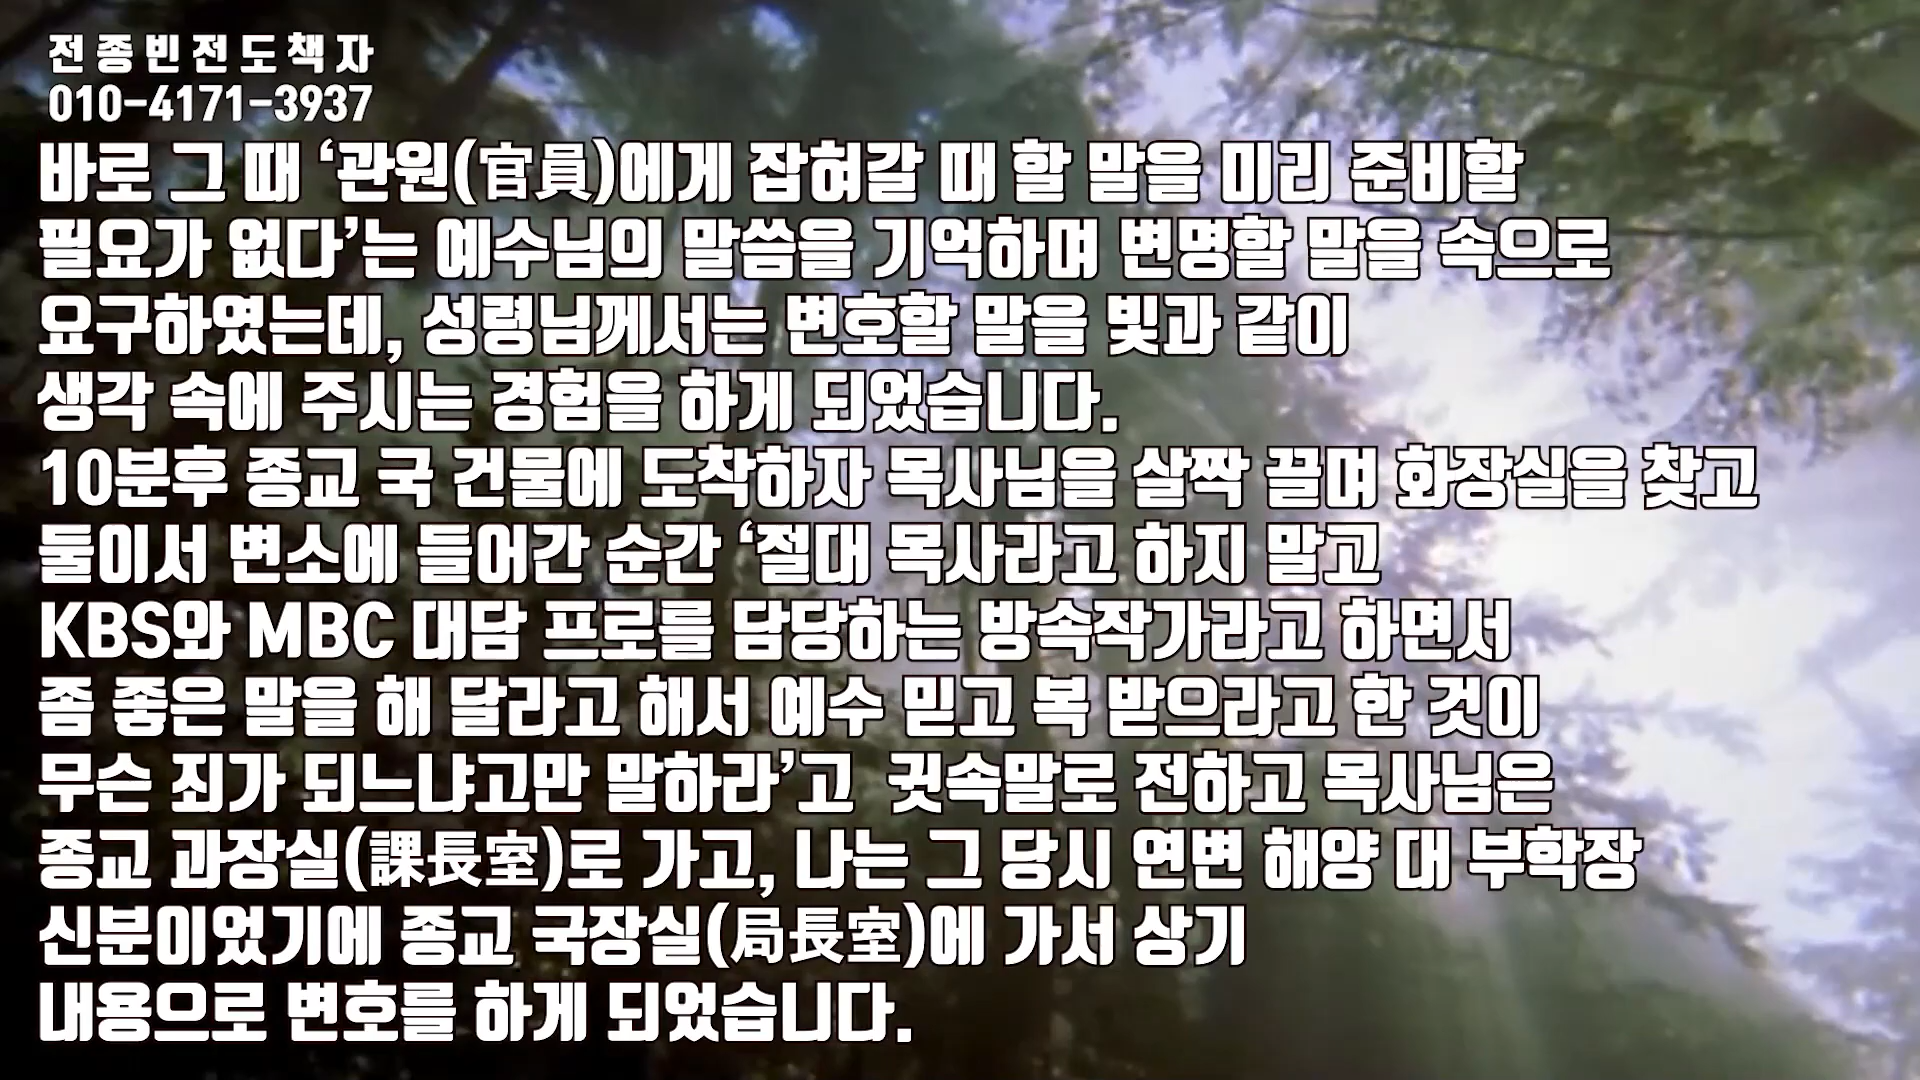 전종빈전도책자
010-4171-3937
바로 그 때 ‘관원(官員)에게 잡혀갈 때 할 말을 미리 준비할
필요가 없다’는 예수님의 말씀을 기억하며 변명할 말을 속으로
요구하였는데, 성령님께서는 변호할 말을 빛과 같이
생각 속에 주시는 경험을 하게 되었습니다.
10분후 종교 국 건물에 도착하자 목사님을 살짝 끌며 화장실을 찾고
둘이서 변소에 들어간 순간 ‘절대 목사라고 하지 말고
KBS와 MBC 대담 프로를 담당하는 방속작가라고 하면서
좀 좋은 말을 해 달라고 해서 예수 믿고 복 받으라고 한 것이
무슨 죄가 되느냐고만 말하라’고 귓속말로 전하고 목사님은
종교 과장실(課長室)로 가고, 나는 그 당시 연변 해양 대 부학장
신분이었기에 종교 국장실(局長室)에 가서 상기
내용으로 변호를 하게 되었습니다.